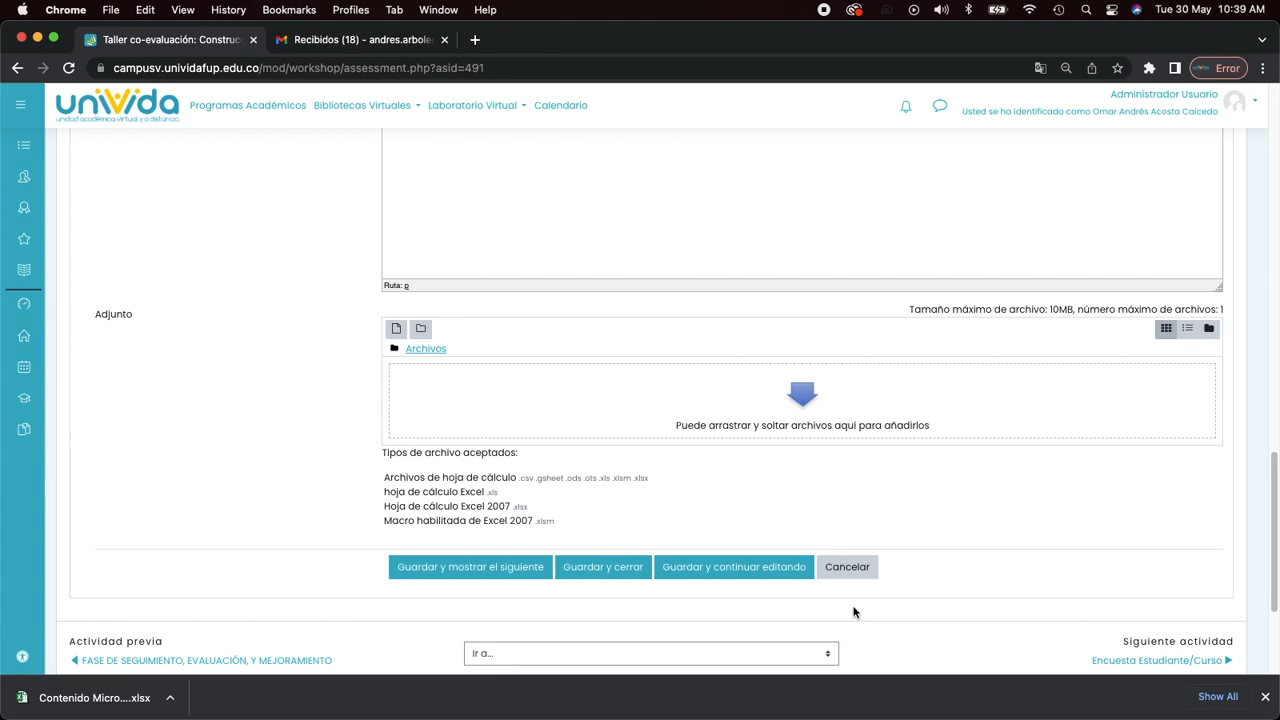 Chrome File Edit View History Bookmarks Profiles Tab Window Help Tue 30 May 10:39 AM
Taller co-evaluación: Construc Recibidos (18) - andres.arbole
campusv.unividafup.edu.co/mod/workshop/assessment.php?asid=491 Error
univida
unidad académica virtual y a distancia
Programas Académicos Bibliotecas Virtuales Laboratorio Virtual Calendario
Administrador Usuario
Usted se ha identificado como Omar Andrés Acosta Caicedo
Ruta: p
Adjunto
Tamaño máximo de archivo: 10MB, número máximo de archivos: 1
Archivos
Puede arrastrar y soltar archivos aquí para añadirlos
Tipos de archivo aceptados:
Archivos de hoja de cálculo .csv .gsheet .ods .ots .xls .xlsm .xlsx
hoja de cálculo Excel .xls
Hoja de cálculo Excel 2007 .xlsx
Macro habilitada de Excel 2007 .xlsm
Guardar y mostrar el siguiente Guardar y cerrar Guardar y continuar editando Cancelar
Actividad previa
◀ FASE DE SEGUIMIENTO, EVALUACIÓN, Y MEJORAMIENTO
Ir a...
Siguiente actividad
Encuesta Estudiante/Curso ▶
Contenido Micro....xlsx
Show All